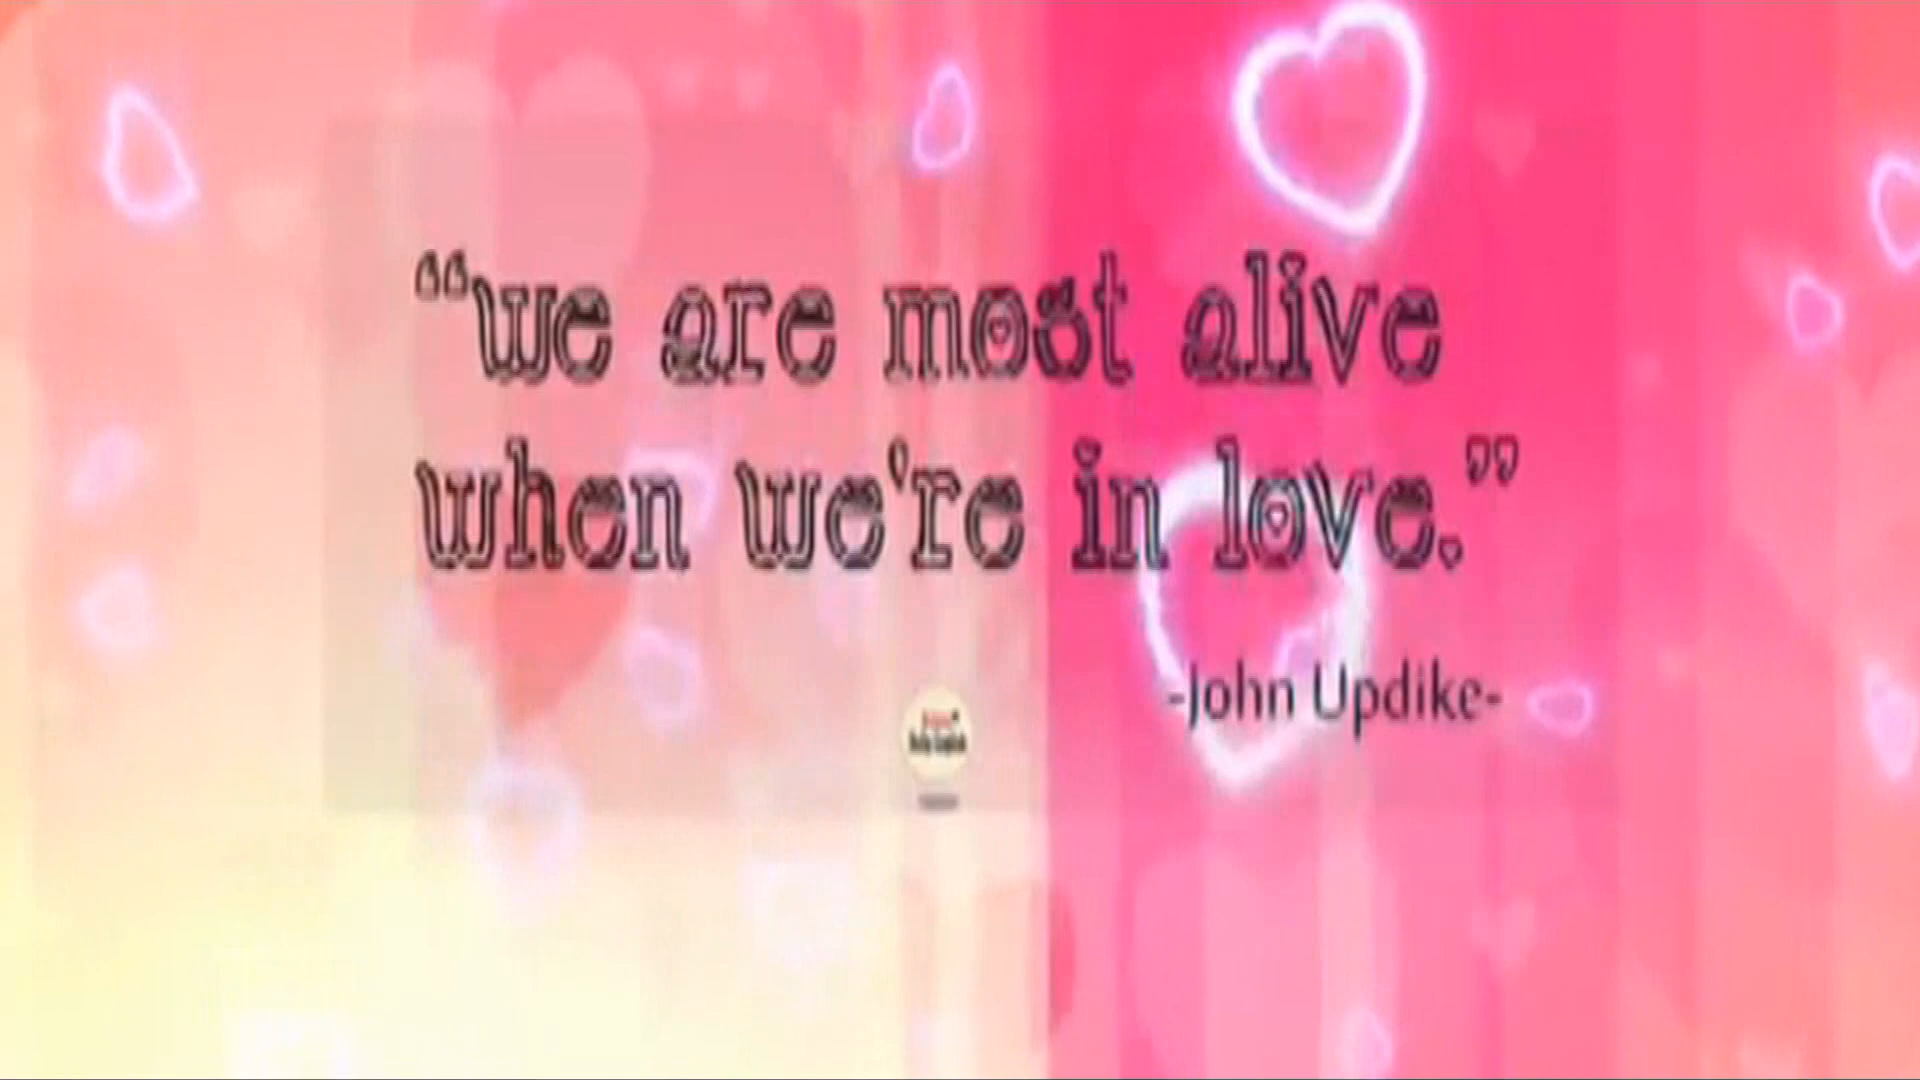 “we are most alive
when we're in love.”
-John Updike-